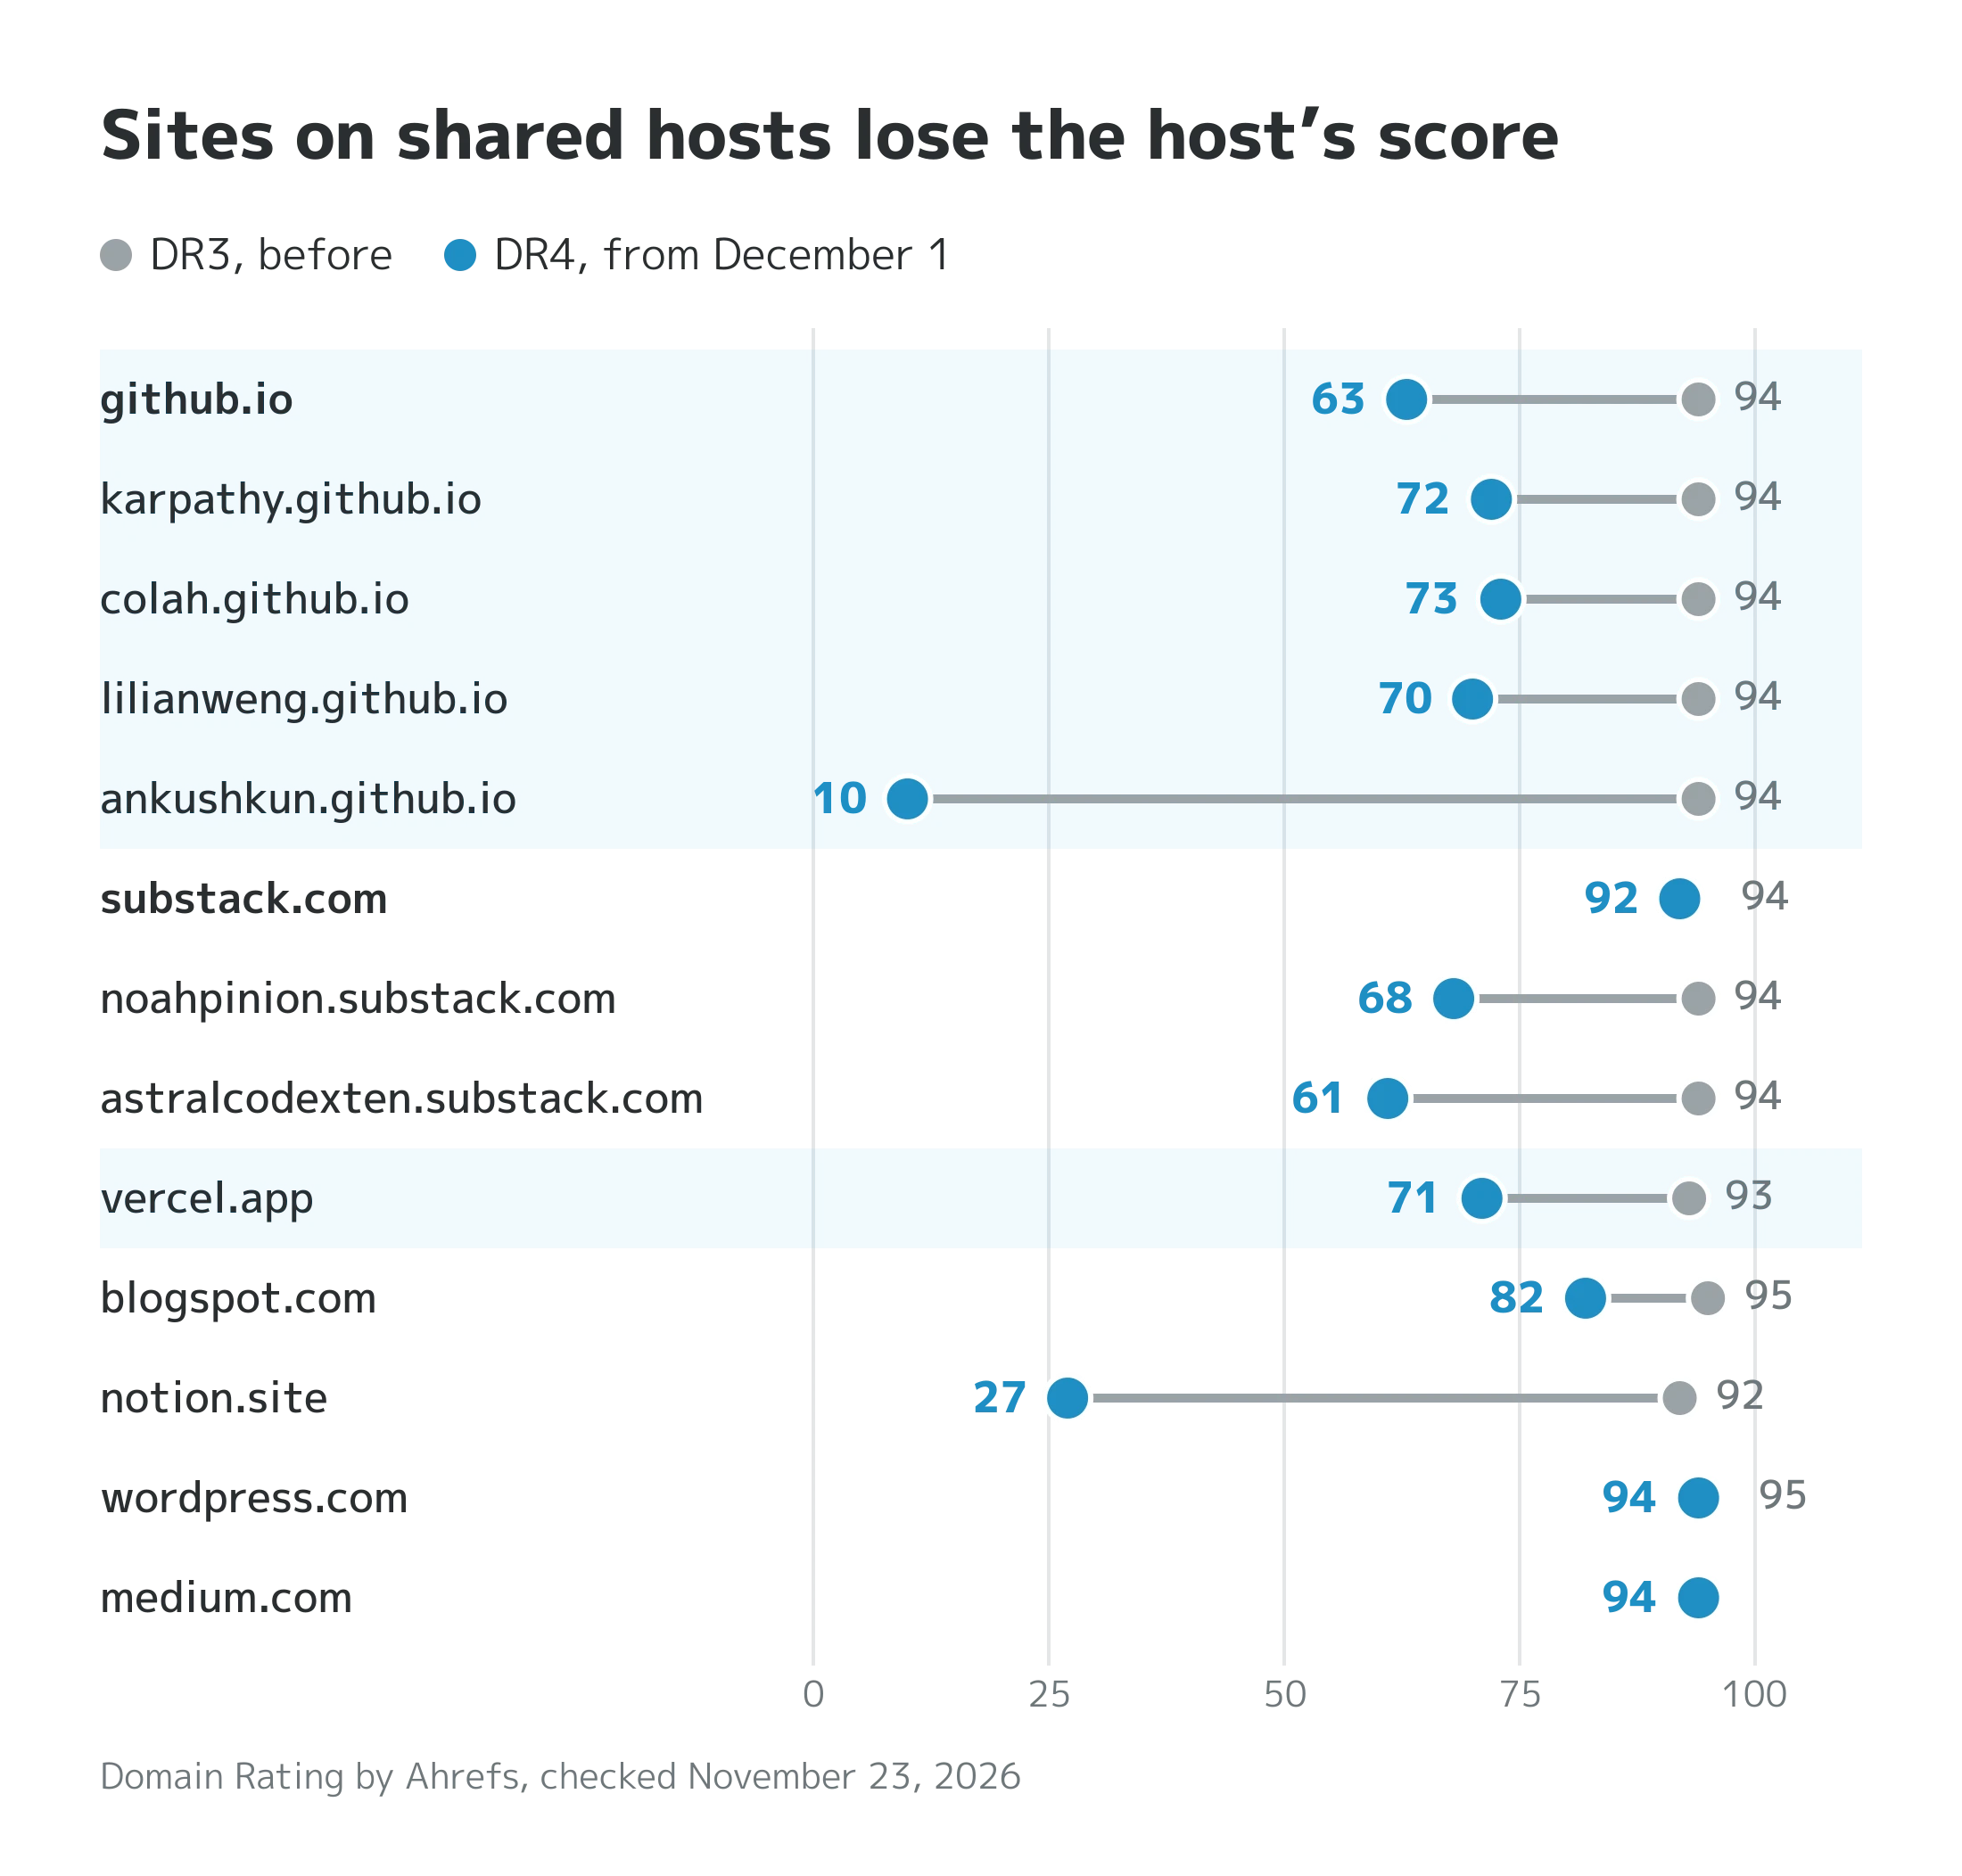 Sites on shared hosts lose the host’s score
DR3, before DR4, from December 1
github.io 63 94
karpathy.github.io 72 94
colah.github.io 73 94
lilianweng.github.io 70 94
ankushkun.github.io 10 94
substack.com 92 94
noahpinion.substack.com 68 94
astralcodexten.substack.com 61 94
vercel.app 71 93
blogspot.com 82 95
notion.site 27 92
wordpress.com 94 95
medium.com 94
0 25 50 75 100
Domain Rating by Ahrefs, checked November 23, 2026